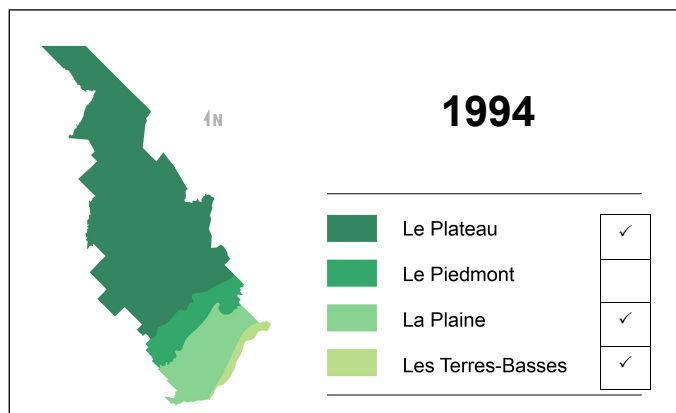 N
1994
Le Plateau ✓
Le Piedmont
La Plaine ✓
Les Terres-Basses ✓